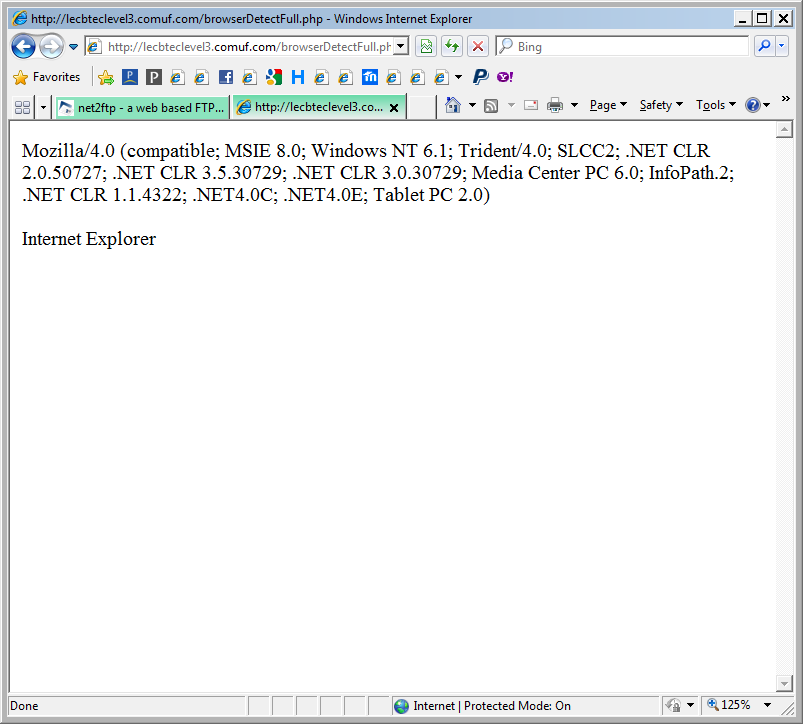 http://lecbteclevel3.comuf.com/browserDetectFull.php - Windows Internet Explorer
http://lecbteclevel3.comuf.com/browserDetectFull.ph
Bing
Favorites
net2ftp - a web based FTP...
http://lecbteclevel3.co...
Page
Safety
Tools
Mozilla/4.0 (compatible; MSIE 8.0; Windows NT 6.1; Trident/4.0; SLCC2; .NET CLR
2.0.50727; .NET CLR 3.5.30729; .NET CLR 3.0.30729; Media Center PC 6.0; InfoPath.2;
.NET CLR 1.1.4322; .NET4.0C; .NET4.0E; Tablet PC 2.0)
Internet Explorer
Done
Internet | Protected Mode: On
125%